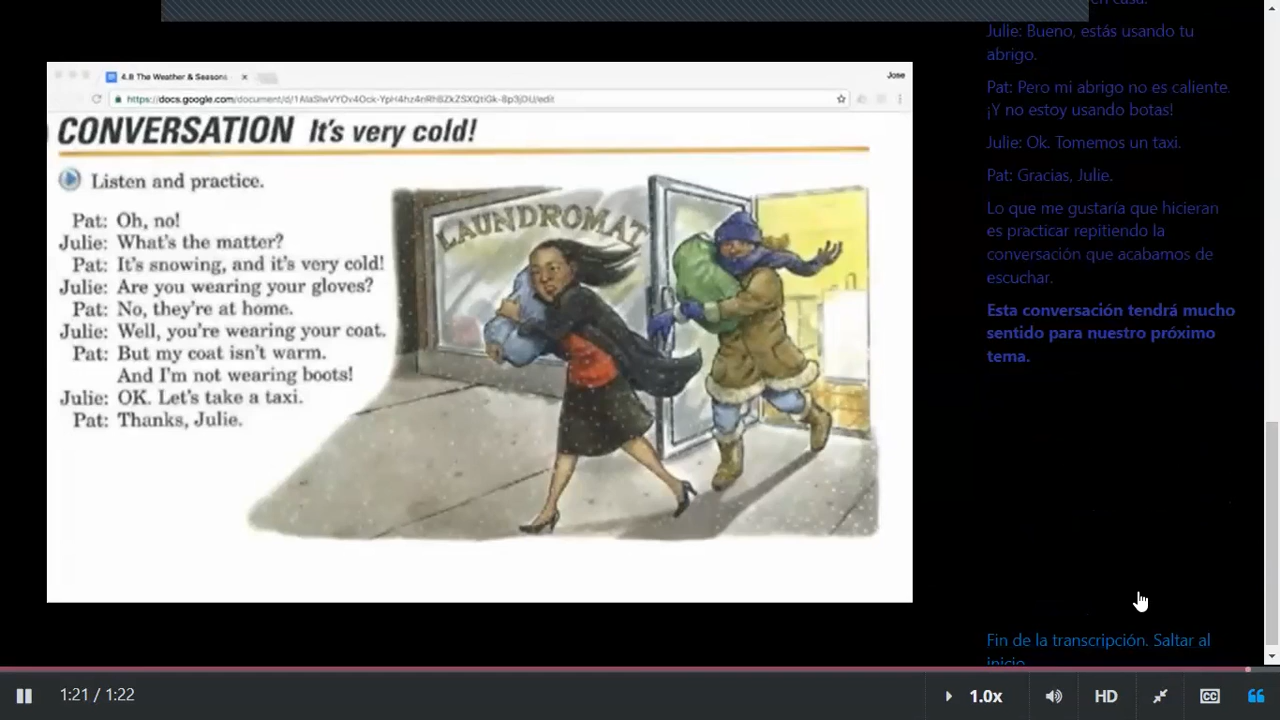 4.8 The Weather & Seasons
Jose
CONVERSATION It's very cold!
Listen and practice.
Pat: Oh, no!
Julie: What's the matter?
Pat: It's snowing, and it's very cold!
Julie: Are you wearing your gloves?
Pat: No, they're at home.
Julie: Well, you're wearing your coat.
Pat: But my coat isn't warm.
And I'm not wearing boots!
Julie: OK. Let's take a taxi.
Pat: Thanks, Julie.
LAUNDROMAT
en casa.
Julie: Bueno, estás usando tu
abrigo.
Pat: Pero mi abrigo no es caliente.
¡Y no estoy usando botas!
Julie: Ok. Tomemos un taxi.
Pat: Gracias, Julie.
Lo que me gustaría que hicieran
es practicar repitiendo la
conversación que acabamos de
escuchar.
Esta conversación tendrá mucho
sentido para nuestro próximo
tema.
Fin de la transcripción. Saltar al
inicio.
1:21 / 1:22
1.0x
HD
CC